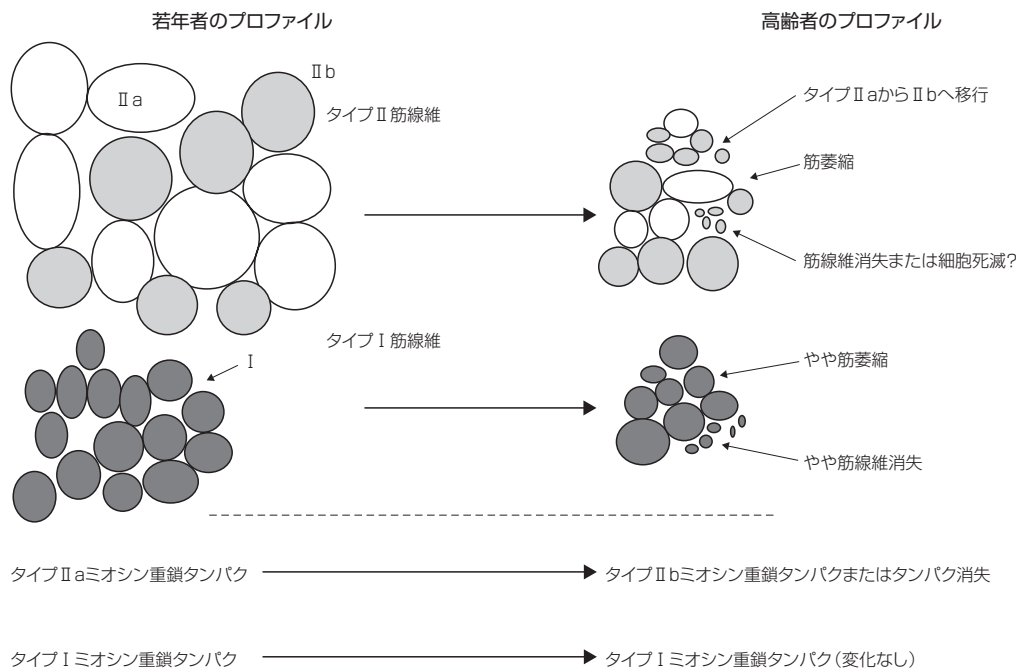 若年者のプロファイル
高齢者のプロファイル
Ⅱb
Ⅱa
タイプⅡ筋線維
タイプⅡaからⅡbへ移行
筋萎縮
筋線維消失または細胞死滅?
タイプⅠ筋線維
Ⅰ
やや筋萎縮
やや筋線維消失
タイプⅡaミオシン重鎖タンパク
タイプⅡbミオシン重鎖タンパクまたはタンパク消失
タイプⅠミオシン重鎖タンパク
タイプⅠミオシン重鎖タンパク(変化なし)